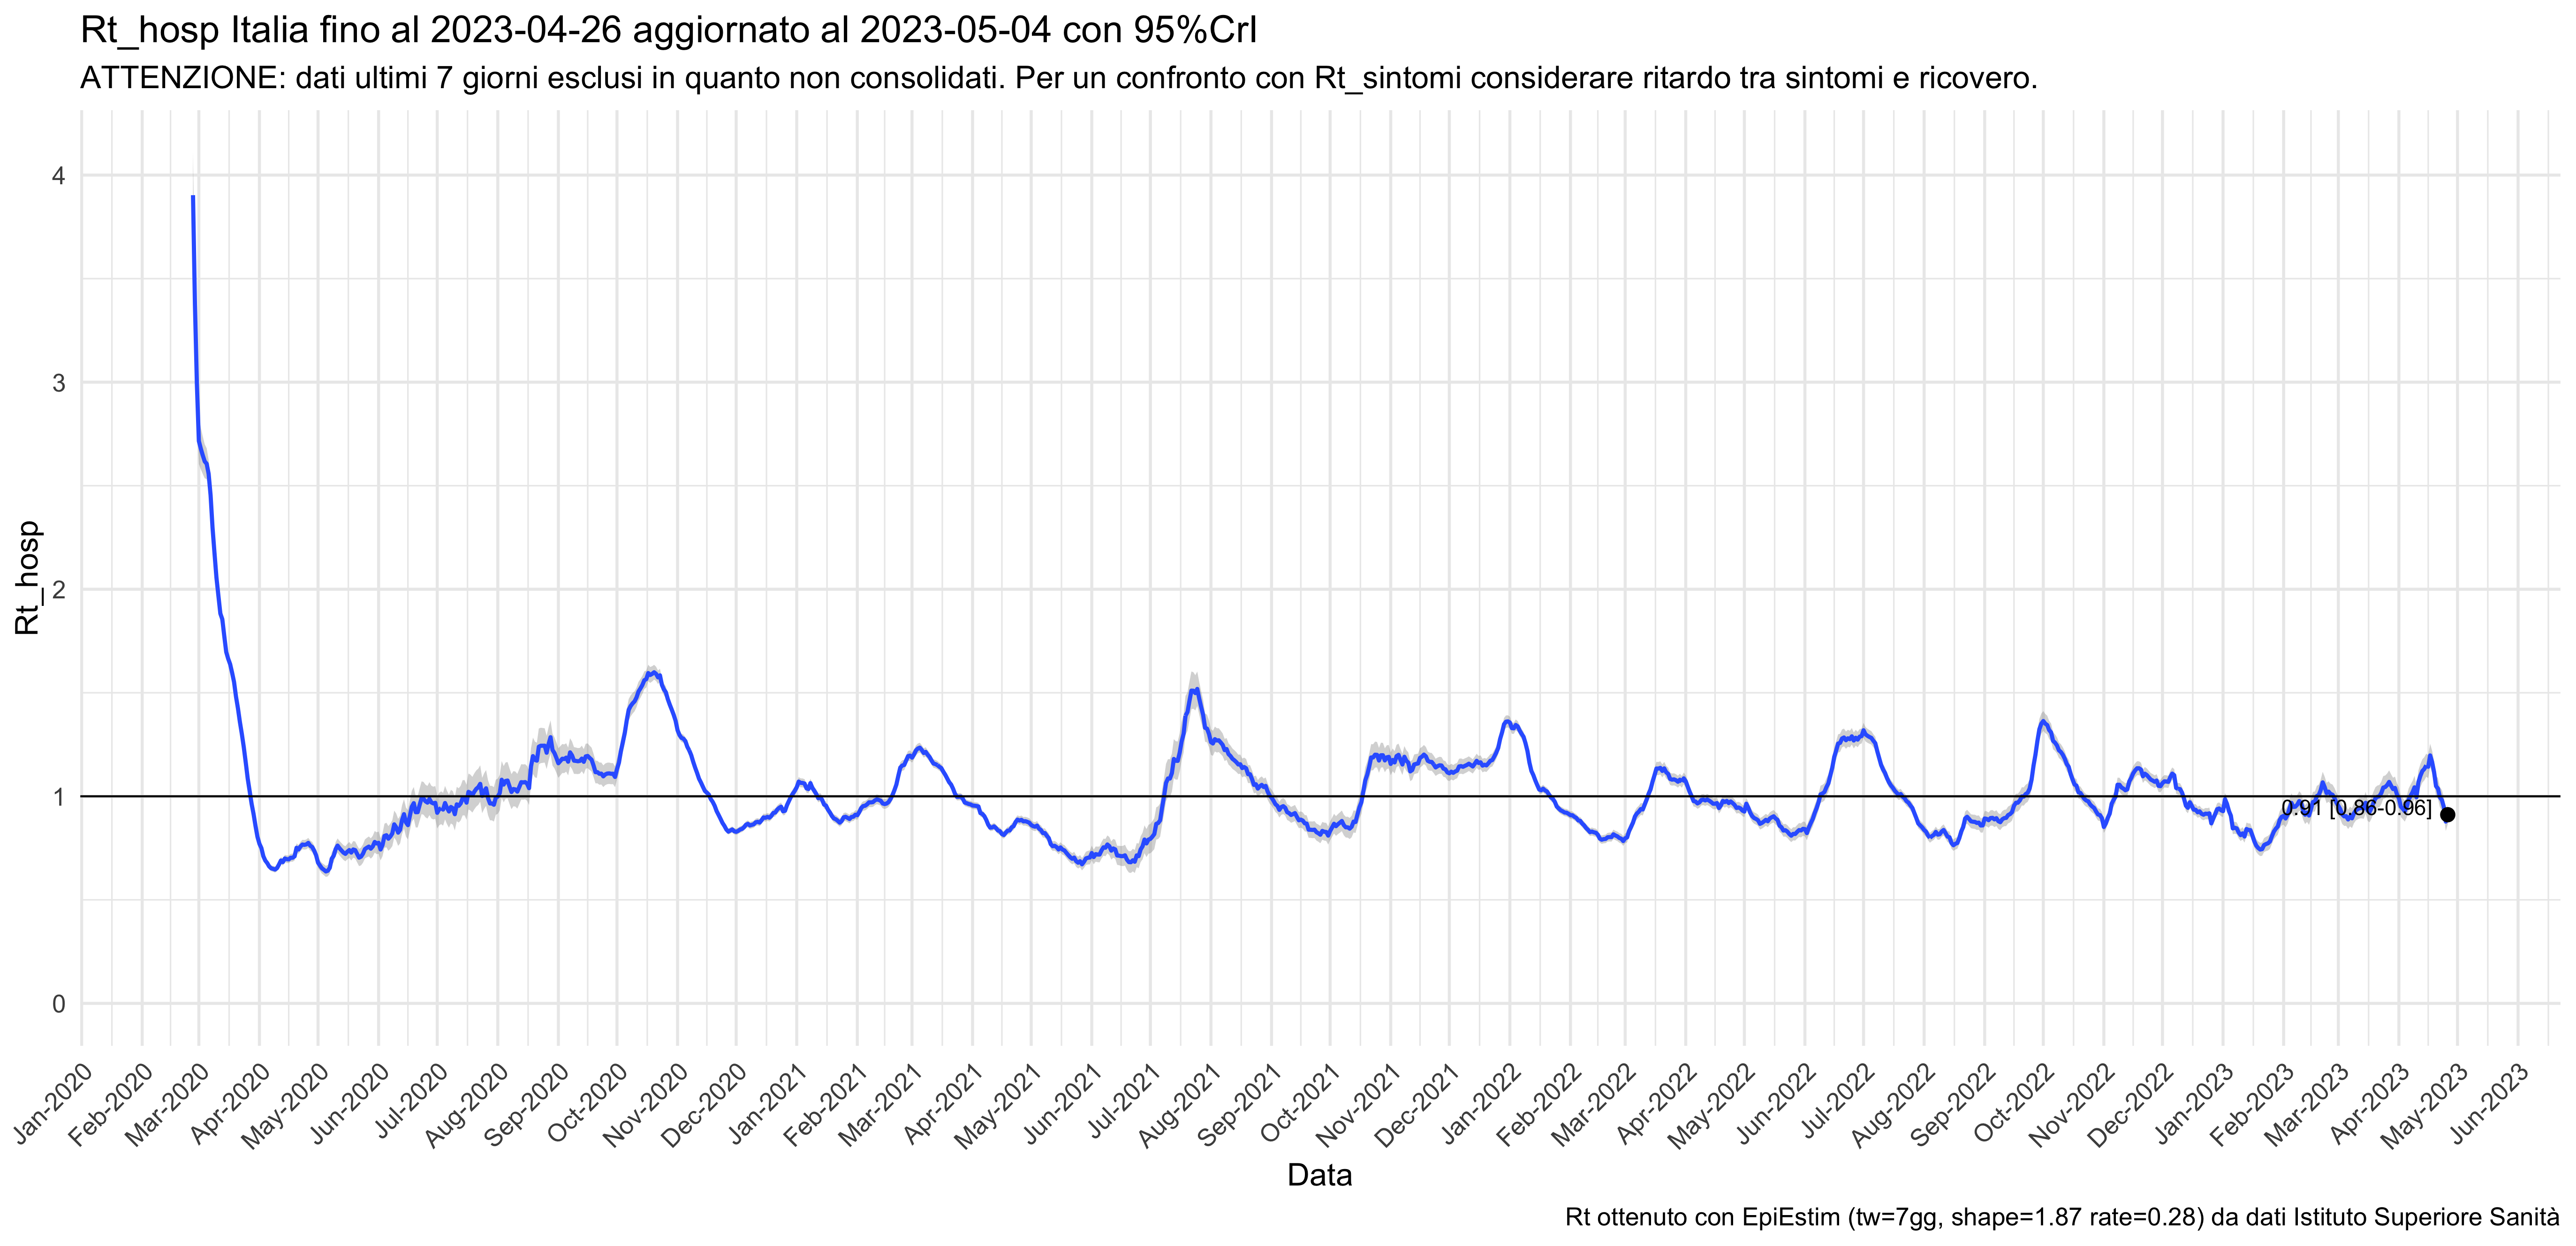 Rt_hosp Italia fino al 2023-04-26 aggiornato al 2023-05-04 con 95%CrI
ATTENZIONE: dati ultimi 7 giorni esclusi in quanto non consolidati. Per un confronto con Rt_sintomi considerare ritardo tra sintomi e ricovero.
4
3
2
1
0
Rt_hosp
0.91 [0.86-0.96]
Jan-2020
Feb-2020
Mar-2020
Apr-2020
May-2020
Jun-2020
Jul-2020
Aug-2020
Sep-2020
Oct-2020
Nov-2020
Dec-2020
Jan-2021
Feb-2021
Mar-2021
Apr-2021
May-2021
Jun-2021
Jul-2021
Aug-2021
Sep-2021
Oct-2021
Nov-2021
Dec-2021
Jan-2022
Feb-2022
Mar-2022
Apr-2022
May-2022
Jun-2022
Jul-2022
Aug-2022
Sep-2022
Oct-2022
Nov-2022
Dec-2022
Jan-2023
Feb-2023
Mar-2023
Apr-2023
May-2023
Jun-2023
Data
Rt ottenuto con EpiEstim (tw=7gg, shape=1.87 rate=0.28) da dati Istituto Superiore Sanità